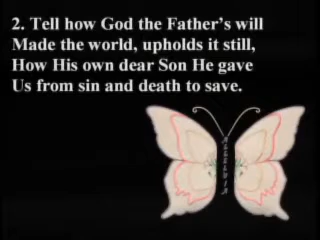 2. Tell how God the Father's will
Made the world, upholds it still,
How His own dear Son He gave
Us from sin and death to save.
ALLELUIA